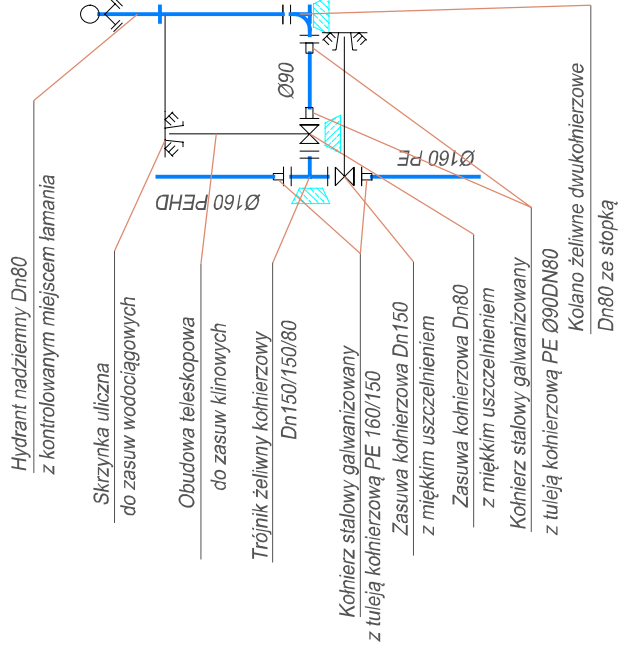 Hydrant nadziemny Dn80
z kontrolowanym miejscem łamania
Skrzynka uliczna
do zasuw wodociągowych
Obudowa teleskopowa
do zasuw klinowych
Trójnik żeliwny kołnierzowy
Dn150/150/80
Kołnierz stalowy galwanizowany
z tuleją kołnierzową PE 160/150
Zasuwa kołnierzowa Dn150
z miękkim uszczelnieniem
Zasuwa kołnierzowa Dn80
z miękkim uszczelnieniem
Kołnierz stalowy galwanizowany
z tuleją kołnierzową PE Ø90DN80
Kolano żeliwne dwukołnierzowe
Dn80 ze stopką
Ø160 PEHD
Ø90
Ø160 PE